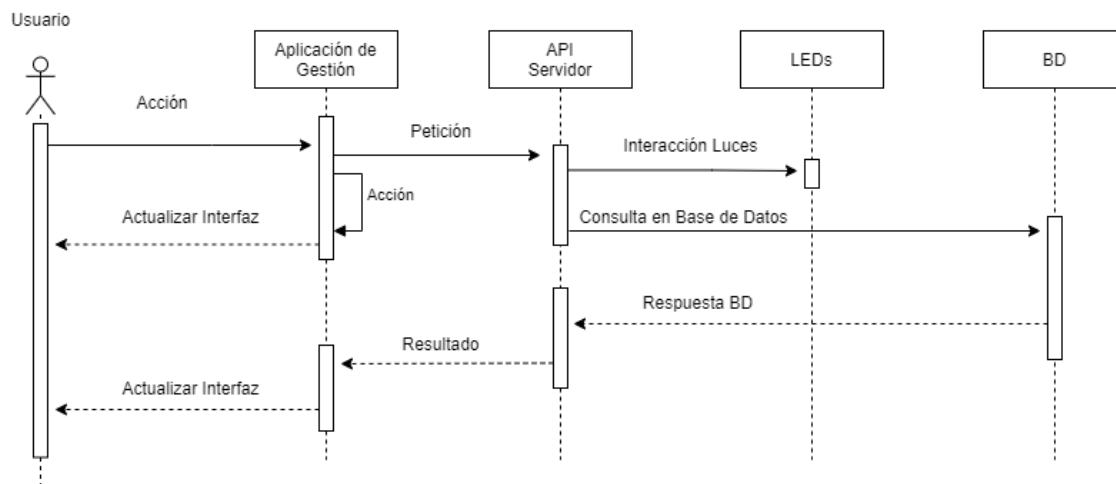 Usuario
Aplicación de
Gestión
API
Servidor
LEDs
BD
Acción
Petición
Interacción Luces
Acción
Actualizar Interfaz
Consulta en Base de Datos
Respuesta BD
Resultado
Actualizar Interfaz